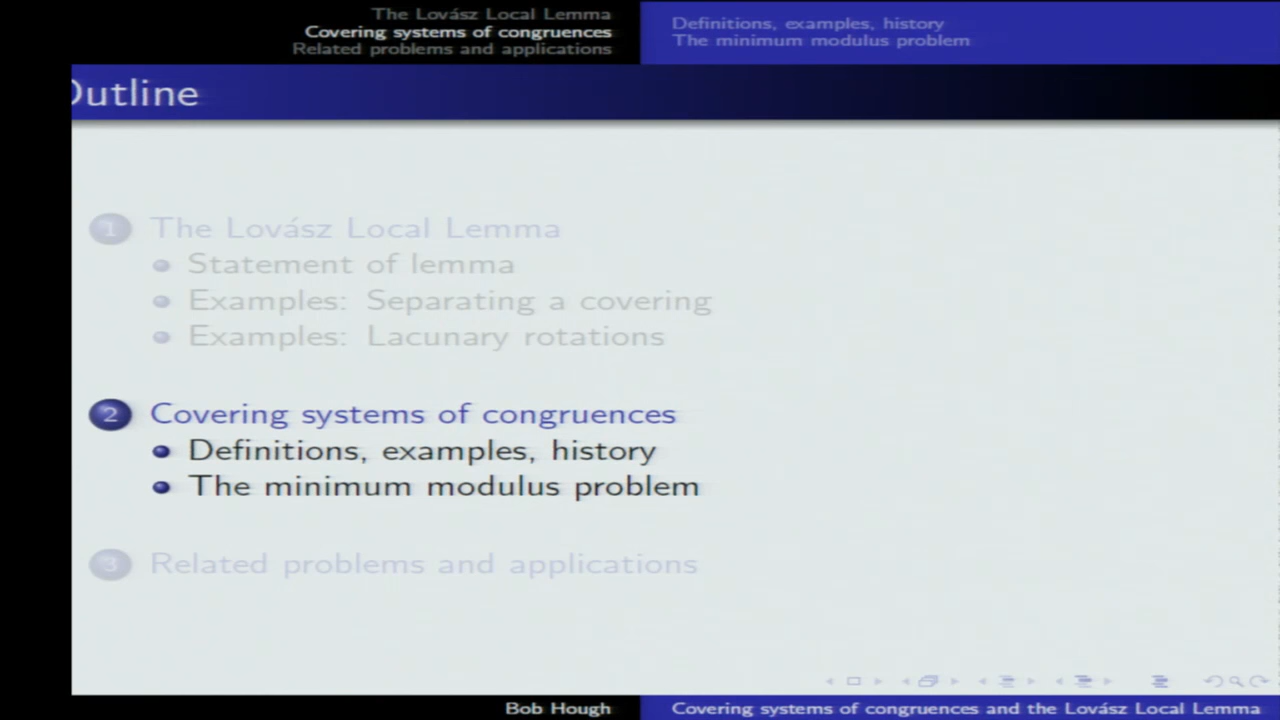 The Lovász Local Lemma
Covering systems of congruences
Related problems and applications
Definitions, examples, history
The minimum modulus problem
Outline
1 The Lovász Local Lemma
Statement of lemma
Examples: Separating a covering
Examples: Lacunary rotations
2 Covering systems of congruences
Definitions, examples, history
The minimum modulus problem
3 Related problems and applications
Bob Hough
Covering systems of congruences and the Lovász Local Lemma